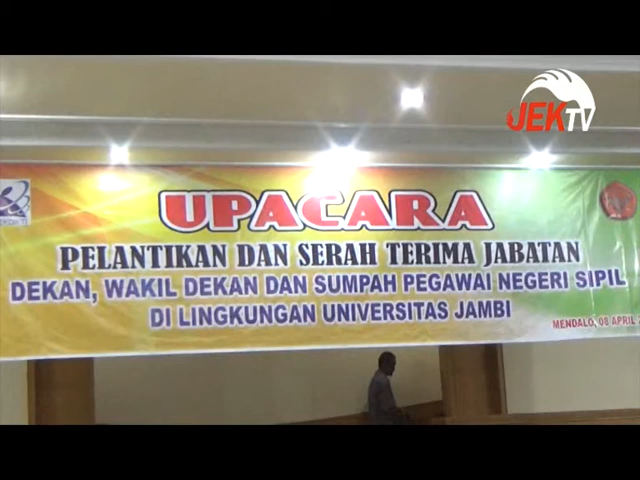 JEKTV
UPACARA
PELANTIKAN DAN SERAH TERIMA JABATAN
DEKAN, WAKIL DEKAN DAN SUMPAH PEGAWAI NEGERI SIPIL
DI LINGKUNGAN UNIVERSITAS JAMBI
MENDALO, 08 APRIL